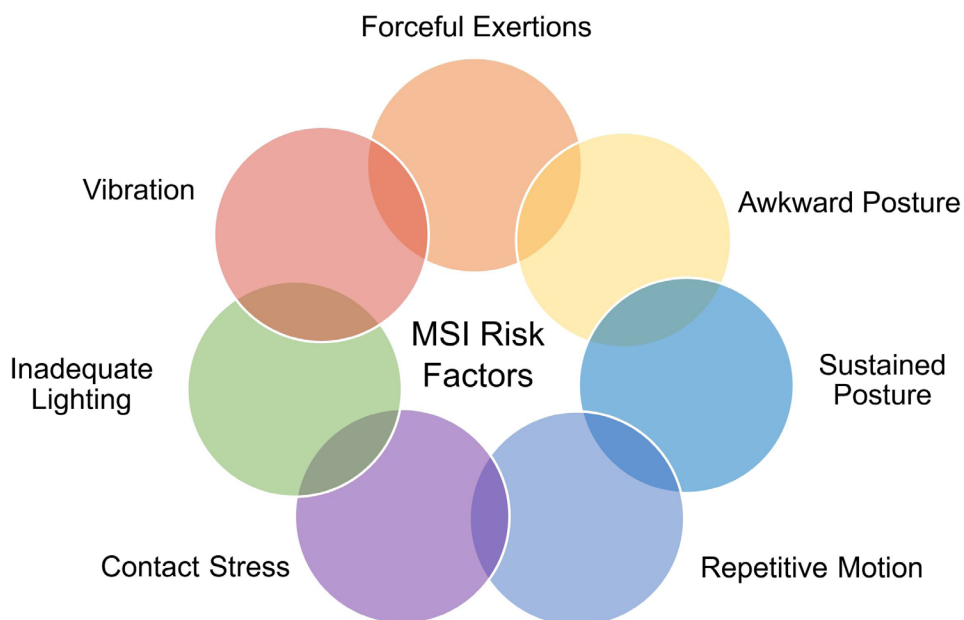 Forceful Exertions
Vibration
Awkward Posture
MSI Risk
Factors
Inadequate
Lighting
Sustained
Posture
Contact Stress
Repetitive Motion